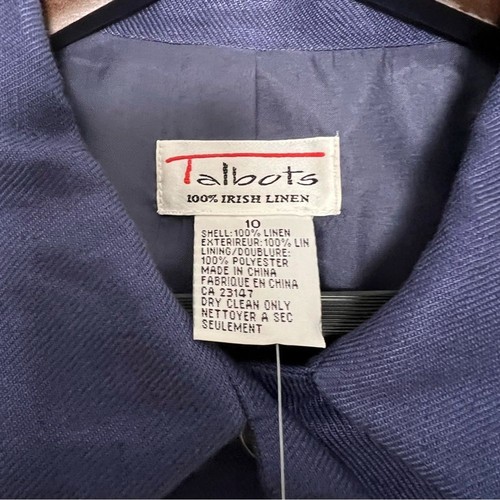 Talbots
100% IRISH LINEN
10
SHELL: 100% LINEN
EXTERIEUR: 100% LIN
LINING/DOUBLURE:
100% POLYESTER
MADE IN CHINA
FABRIQUE EN CHINA
CA 23147
DRY CLEAN ONLY
NETTOYER A SEC
SEULEMENT